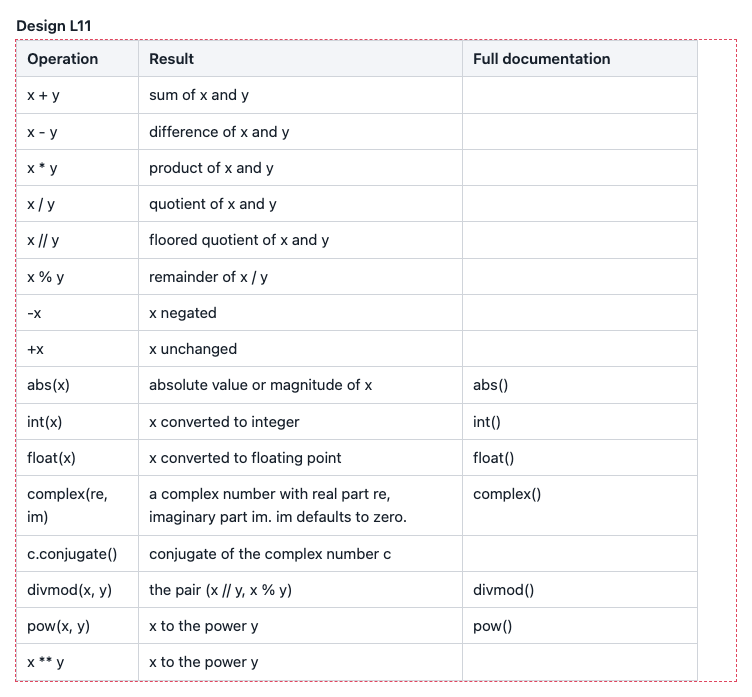 Design L11
Operation Result Full documentation
x + y sum of x and y
x - y difference of x and y
x * y product of x and y
x / y quotient of x and y
x // y floored quotient of x and y
x % y remainder of x / y
-x x negated
+x x unchanged
abs(x) absolute value or magnitude of x abs()
int(x) x converted to integer int()
float(x) x converted to floating point float()
complex(re, a complex number with real part re, complex()
im) imaginary part im. im defaults to zero.
c.conjugate() conjugate of the complex number c
divmod(x, y) the pair (x // y, x % y) divmod()
pow(x, y) x to the power y pow()
x ** y x to the power y